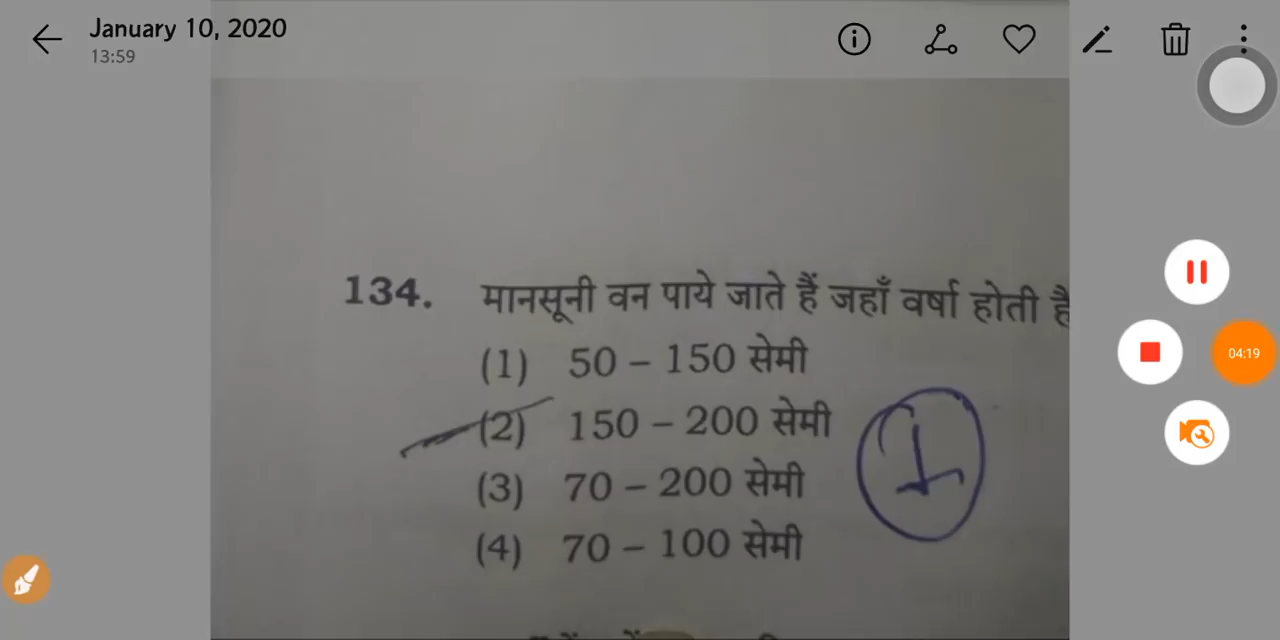 January 10, 2020
13:59
134. मानसूनी वन पाये जाते हैं जहाँ वर्षा होती है
(1) 50 – 150 सेमी
(2) 150 – 200 सेमी
(3) 70 – 200 सेमी
(4) 70 – 100 सेमी
1
04:19